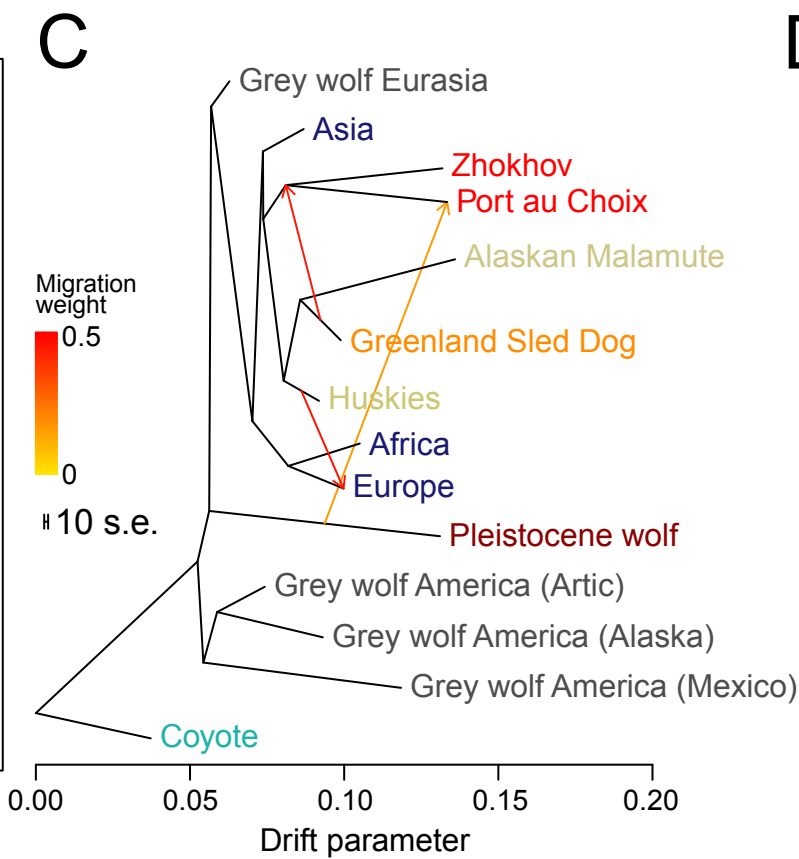 C
Grey wolf Eurasia
Asia
Zhokhov
Port au Choix
Alaskan Malamute
Migration
weight
0.5
Greenland Sled Dog
Huskies
Africa
0
Europe
10 s.e.
Pleistocene wolf
Grey wolf America (Artic)
Grey wolf America (Alaska)
Grey wolf America (Mexico)
Coyote
0.00 0.05 0.10 0.15 0.20
Drift parameter